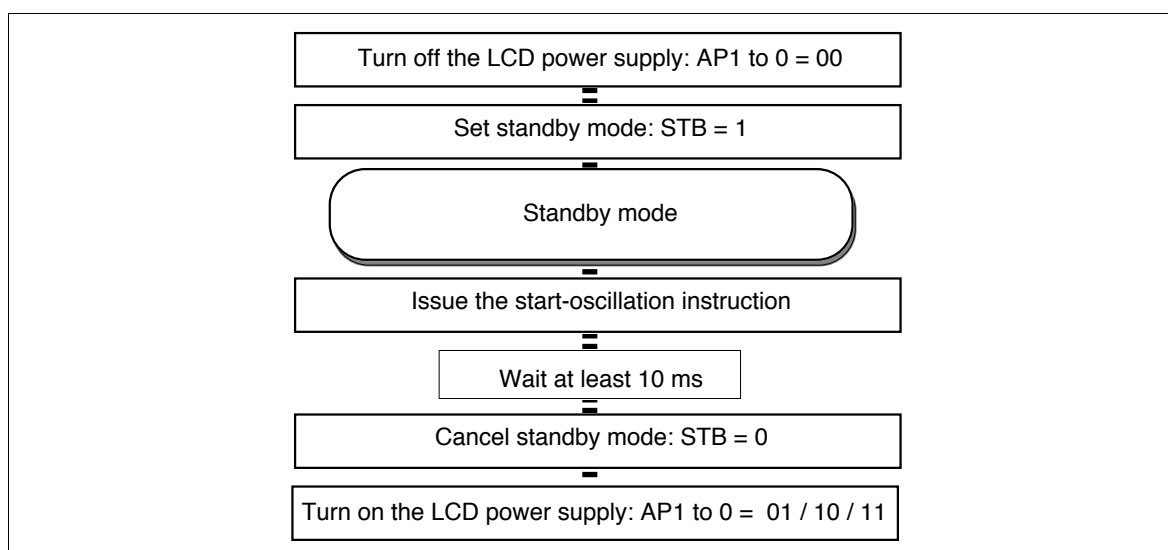 Turn off the LCD power supply: AP1 to 0 = 00
Set standby mode: STB = 1
Standby mode
Issue the start-oscillation instruction
Wait at least 10 ms
Cancel standby mode: STB = 0
Turn on the LCD power supply: AP1 to 0 = 01 / 10 / 11